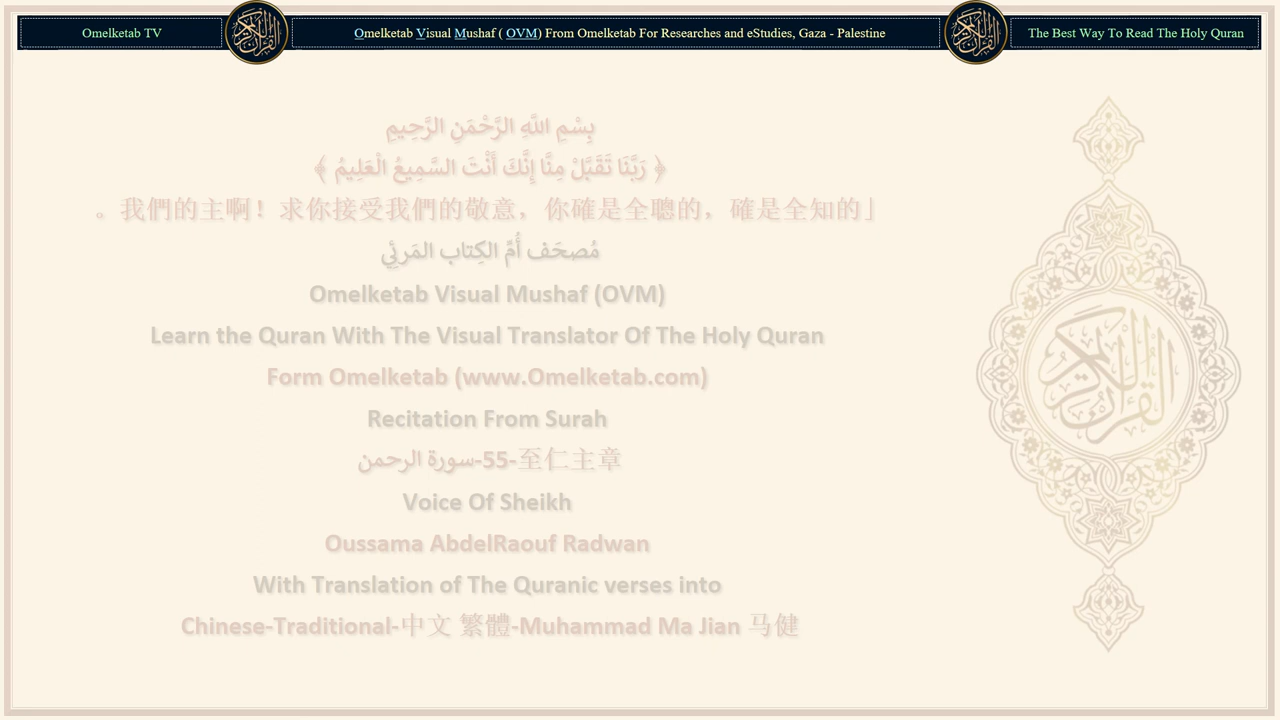 Omelketab TV
Omelketab Visual Mushaf ( OVM) From Omelketab For Researches and eStudies, Gaza - Palestine
The Best Way To Read The Holy Quran
بِسْمِ اللَّهِ الرَّحْمَنِ الرَّحِيمِ
﴿ رَبَّنَا تَقَبَّلْ مِنَّا إِنَّكَ أَنْتَ السَّمِيعُ الْعَلِيمُ ﴾
。我們的主啊！求你接受我們的敬意，你確是全聰的，確是全知的」
مُصحَف أُمّ الكِتاب المَرئِي
Omelketab Visual Mushaf (OVM)
Learn the Quran With The Visual Translator Of The Holy Quran
Form Omelketab (www.Omelketab.com)
Recitation From Surah
سورة الرحمن-55-至仁主章
Voice Of Sheikh
Oussama AbdelRaouf Radwan
With Translation of The Quranic verses into
Chinese-Traditional-中文 繁體-Muhammad Ma Jian 马健
القرآن الكريم